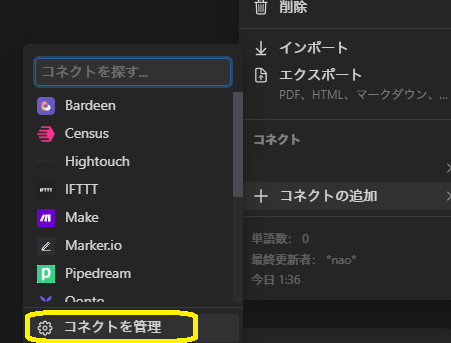 削除
インポート
エクスポート
PDF、HTML、マークダウン、...
コネクト
コネクトの追加
単語数： 0
最終更新者： *nao*
今日 1:36
コネクトを探す...
Bardeen
Census
Hightouch
IFTTT
IFTTT
Make
Marker.io
Pipedream
Qonto
コネクトを管理